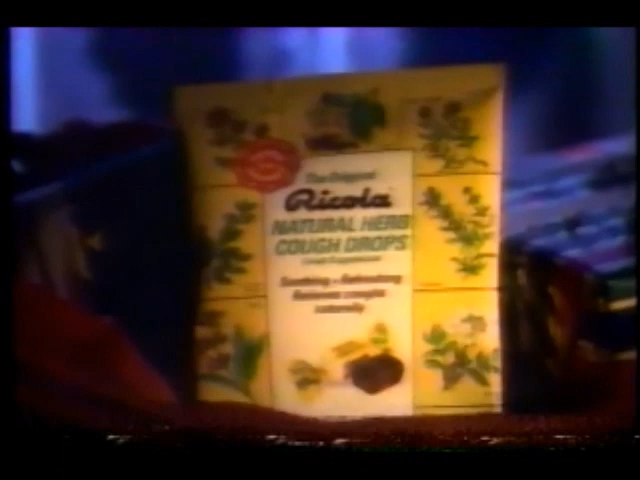 The Original
Ricola
NATURAL HERB
COUGH DROPS
Soothing • Refreshing
Relieves coughs
naturally